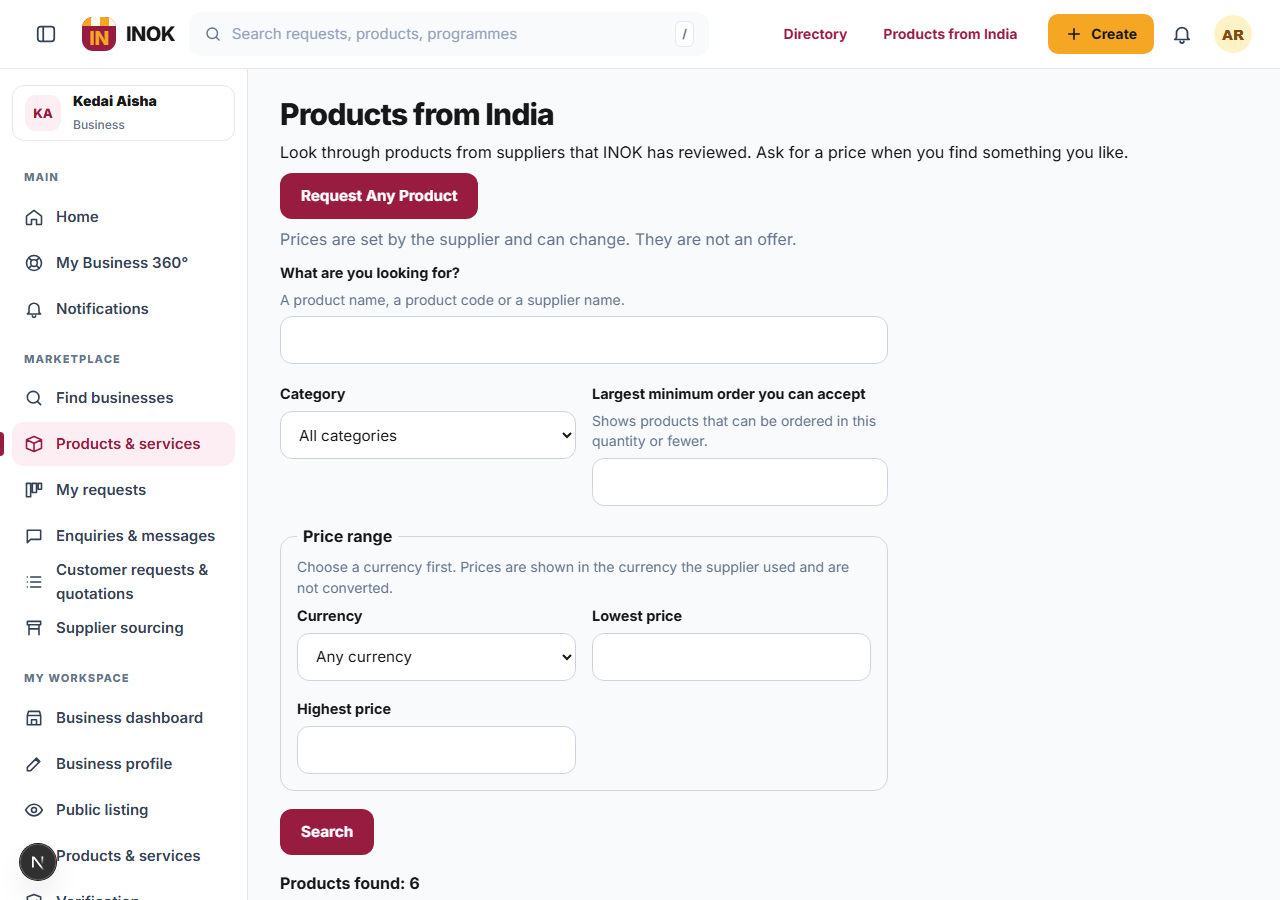 IN
INOK
Search requests, products, programmes
/
Directory
Products from India
Create
AR
KA
Kedai Aisha
Business
MAIN
Home
My Business 360°
Notifications
MARKETPLACE
Find businesses
Products & services
My requests
Enquiries & messages
Customer requests &
quotations
Supplier sourcing
MY WORKSPACE
Business dashboard
Business profile
Public listing
Products & services
N
Verification
Products from India
Look through products from suppliers that INOK has reviewed. Ask for a price when you find something you like.
Request Any Product
Prices are set by the supplier and can change. They are not an offer.
What are you looking for?
A product name, a product code or a supplier name.
Category
All categories
Largest minimum order you can accept
Shows products that can be ordered in this
quantity or fewer.
Price range
Choose a currency first. Prices are shown in the currency the supplier used and are
not converted.
Currency
Any currency
Lowest price
Highest price
Search
Products found: 6